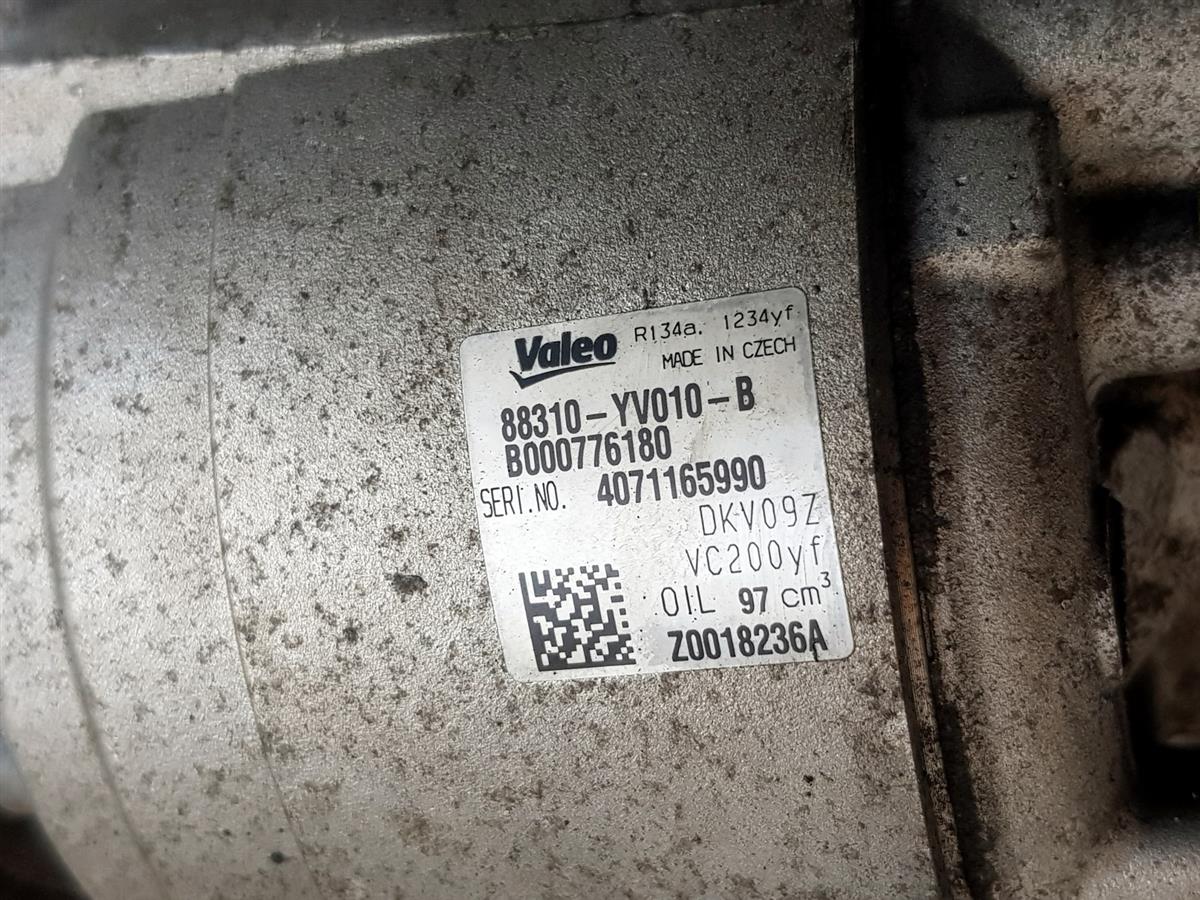 Valeo R134a. 1234yf
MADE IN CZECH
88310-YV010-B
B000776180
SERI.NO. 4071165990
DKV09Z
VC200yf
OIL 97 cm³
Z0018236A